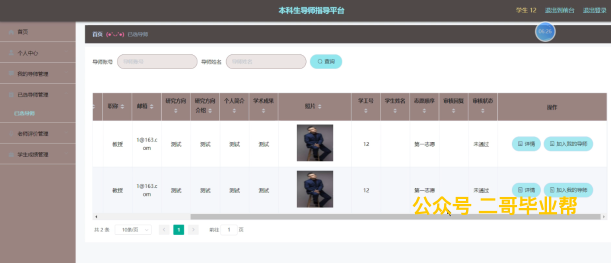 本科生导师指导平台
学生 12 退出到前台 退出登录
首页
首页 (●'◡'●) 已选导师
05:25
个人中心
导师账号 导师账号 导师姓名 导师姓名 查询
我的导师管理
已选导师管理
已选导师
老师评价管理
学生成绩管理
职称 邮箱 研究方向 研究方向介绍 个人简介 学术成果 照片 学工号 学生姓名 志愿顺序 审核回复 审核状态 操作
教授 1@163.com 测试 测试 测试 测试 12 第一志愿 未通过 详情 加入我的导师
教授 1@163.com 测试 测试 测试 测试 12 第一志愿 未通过 详情 加入我的导师
公众号 二哥毕业帮
共 2 条 10条/页 1 前往 1 页